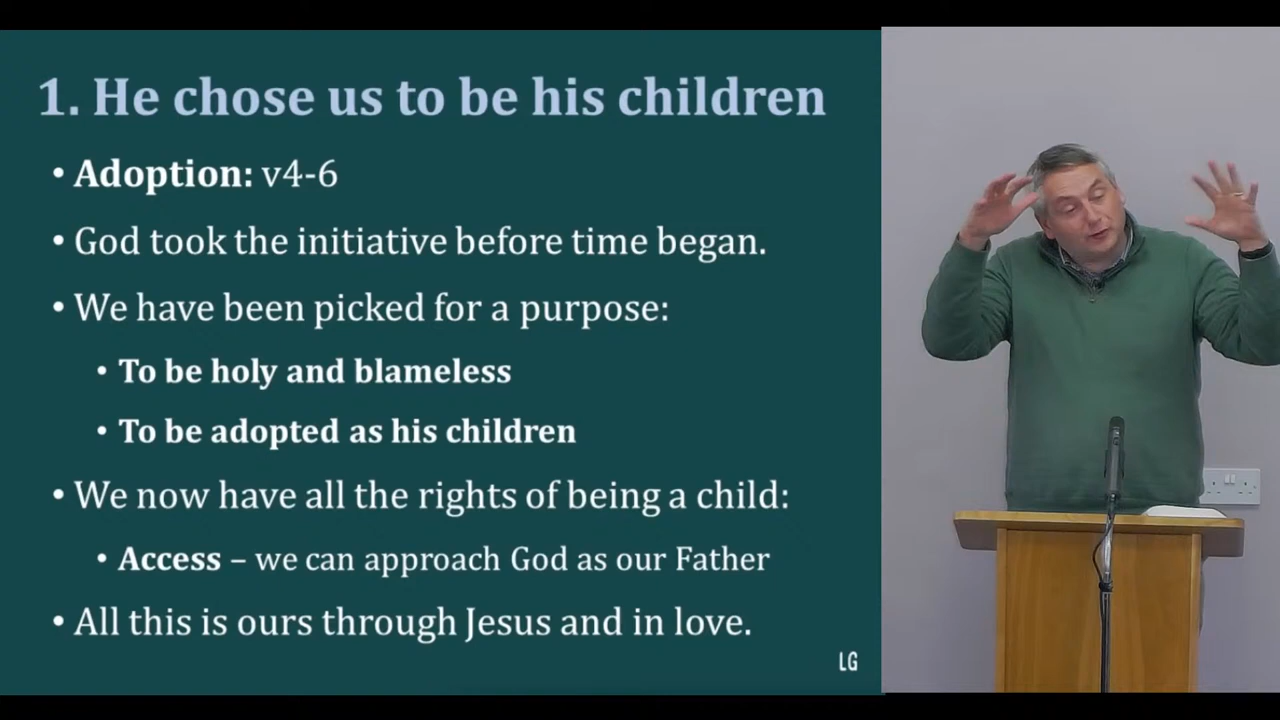 1. He chose us to be his children
• Adoption: v4-6
• God took the initiative before time began.
• We have been picked for a purpose:
• To be holy and blameless
• To be adopted as his children
• We now have all the rights of being a child:
• Access – we can approach God as our Father
• All this is ours through Jesus and in love.
LG